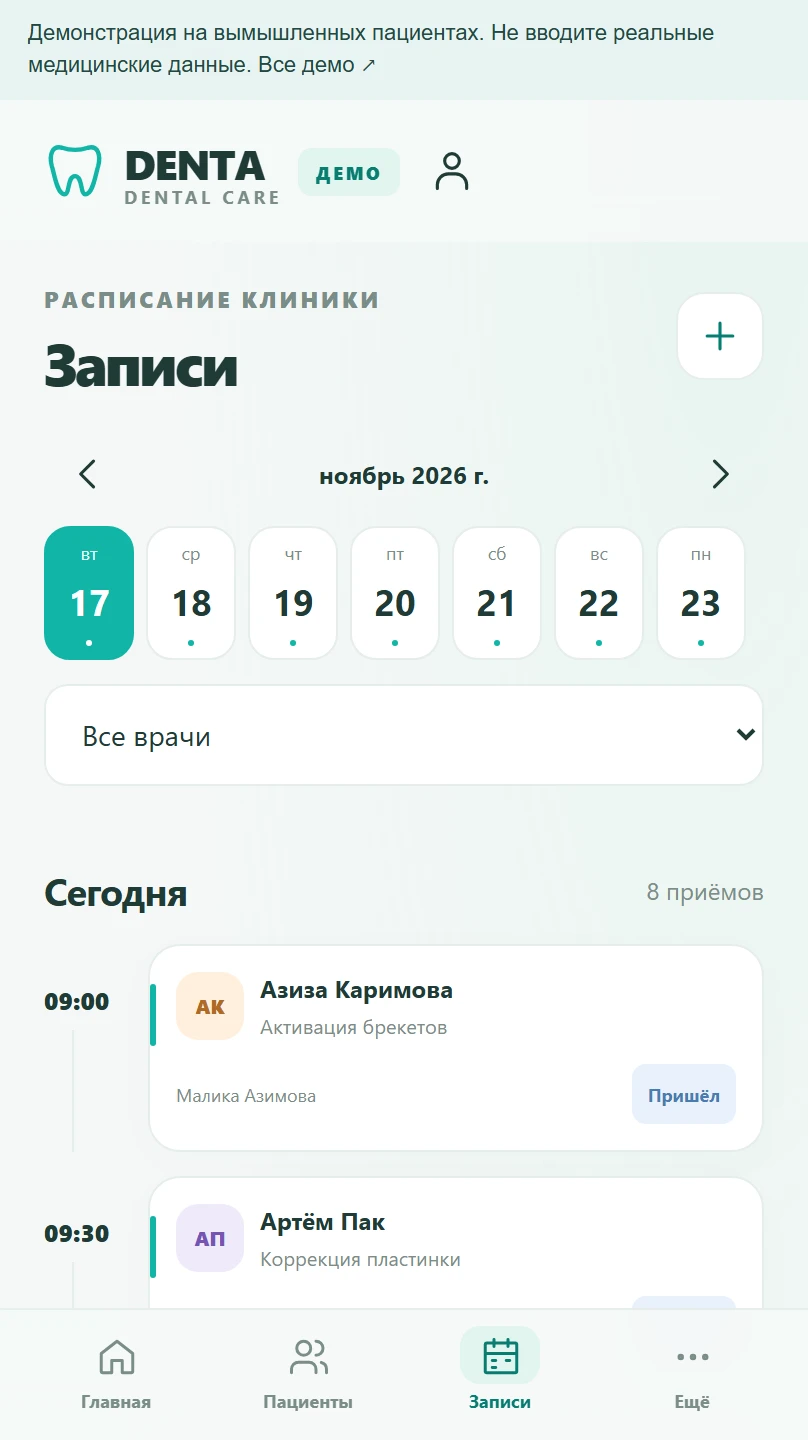 Демонстрация на вымышленных пациентах. Не вводите реальные
медицинские данные. Все демо ↗
DENTA
DENTAL CARE
ДЕМО
РАСПИСАНИЕ КЛИНИКИ
Записи
ноябрь 2026 г.
вт ср чт пт сб вс пн
17 18 19 20 21 22 23
Все врачи
Сегодня
8 приёмов
09:00
АК
Азиза Каримова
Активация брекетов
Малика Азимова
Пришёл
09:30
АП
Артём Пак
Коррекция пластинки
Главная
Пациенты
Записи
Ещё